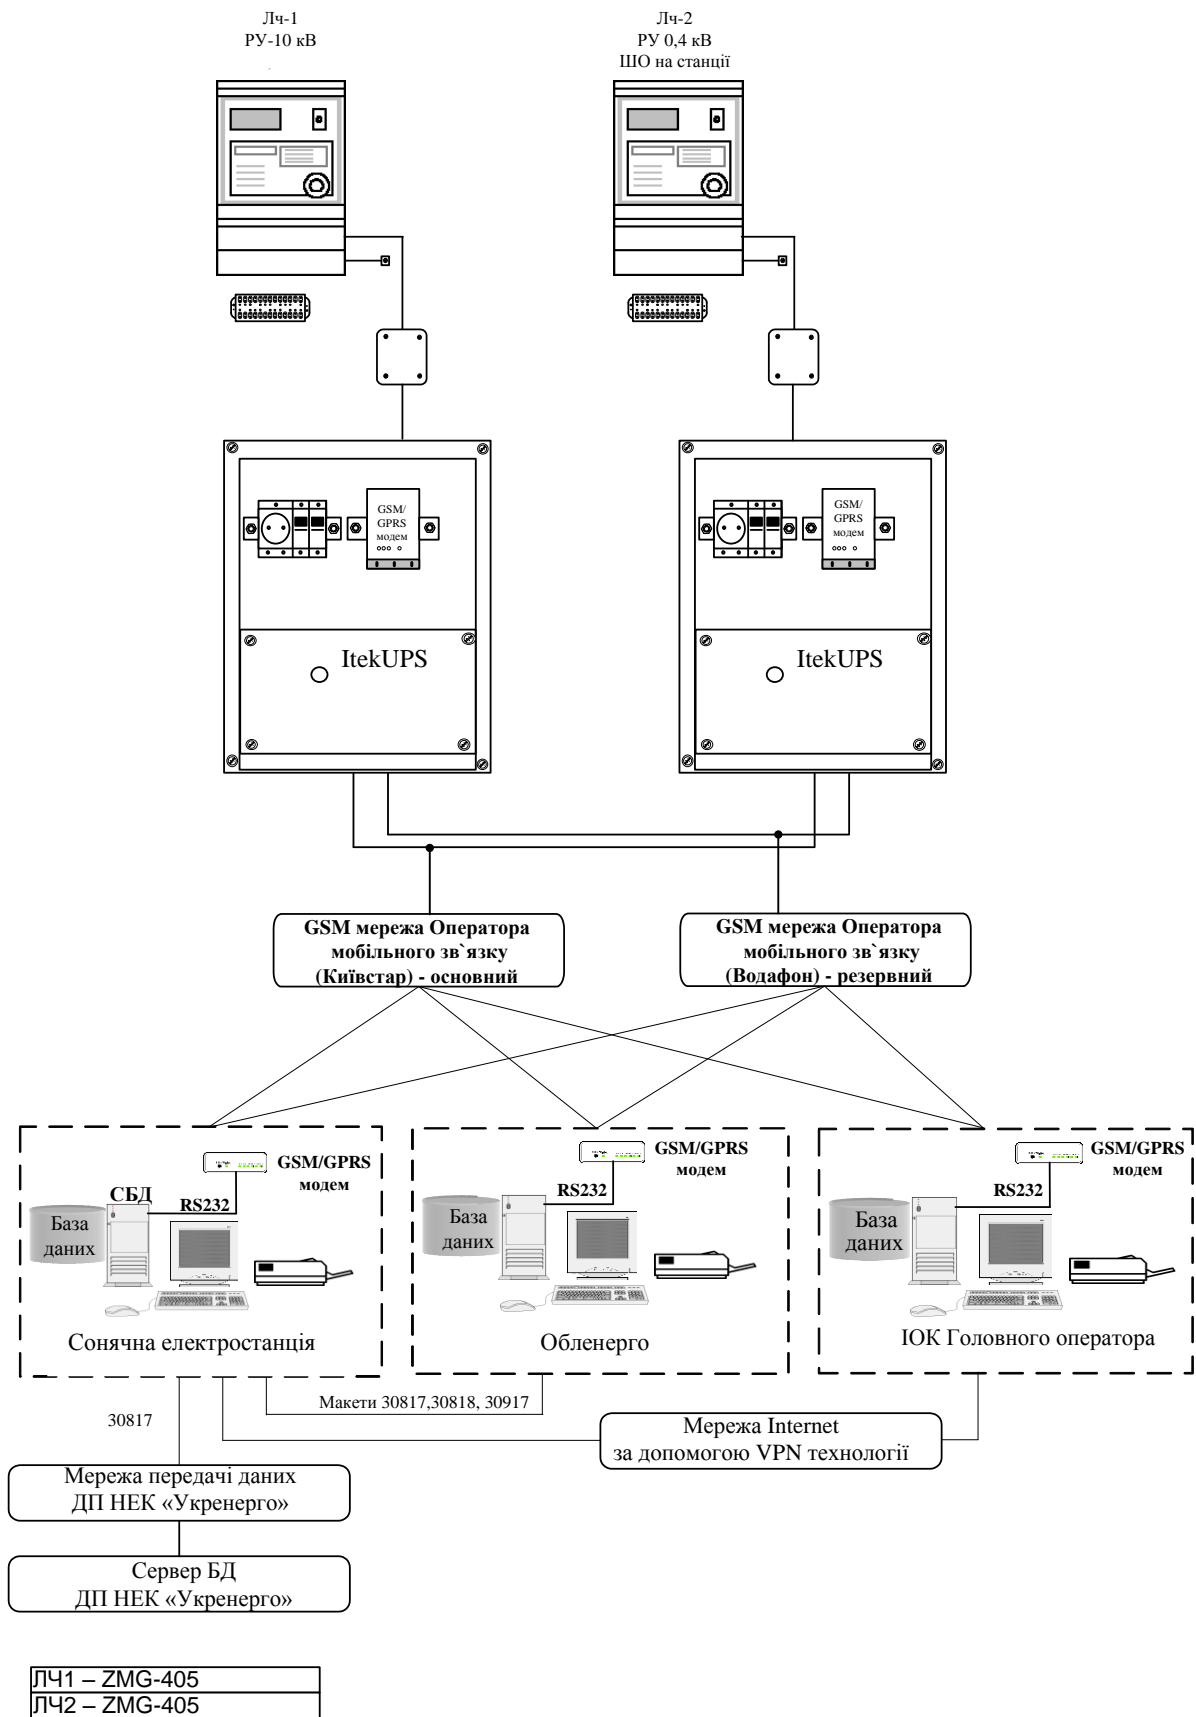 Лч-1
РУ-10 кВ
Лч-2
РУ 0,4 кВ
ШО на станції
GSM/
GPRS
модем
GSM/
GPRS
модем
ItekUPS
ItekUPS
GSM мережа Оператора
мобільного зв`язку
(Київстар) - основний
GSM мережа Оператора
мобільного зв`язку
(Водафон) - резервний
GSM/GPRS
модем
СБД
RS232
База
даних
Сонячна електростанція
GSM/GPRS
модем
RS232
База
даних
Обленерго
GSM/GPRS
модем
RS232
База
даних
ІОК Головного оператора
30817
Макети 30817,30818, 30917
Мережа Internet
за допомогою VPN технології
Мережа передачі даних
ДП НЕК «Укренерго»
Сервер БД
ДП НЕК «Укренерго»
ЛЧ1 – ZMG-405
ЛЧ2 – ZMG-405